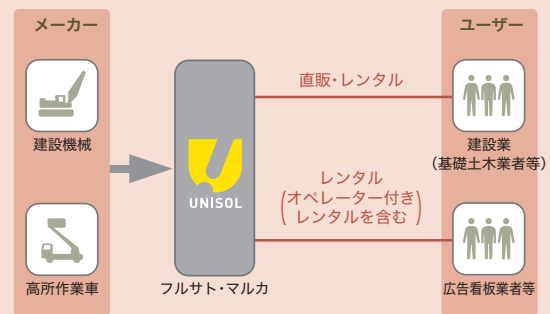 メーカー
建設機械
高所作業車
UNISOL
フルサト・マルカ
直販・レンタル
レンタル
(オペレーター付き
レンタルを含む)
ユーザー
建設業
(基礎土木業者等)
広告看板業者等